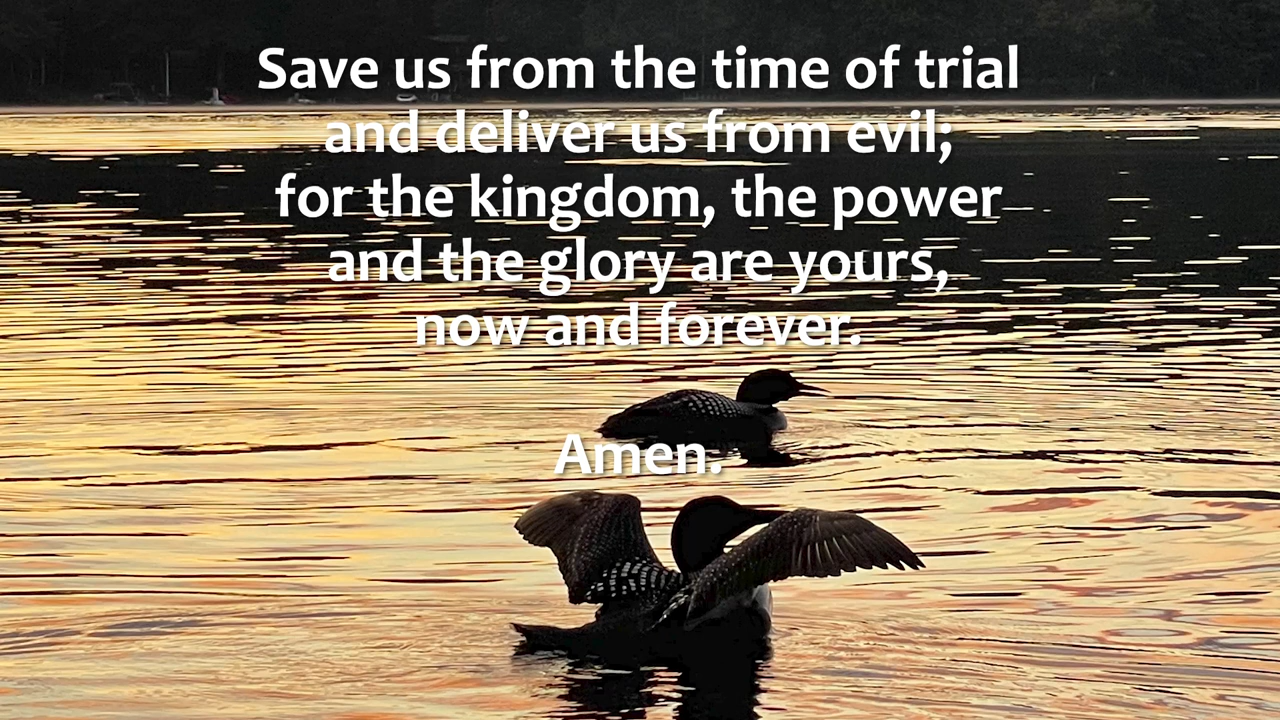 Save us from the time of trial
and deliver us from evil;
for the kingdom, the power
and the glory are yours,
now and forever.
Amen.